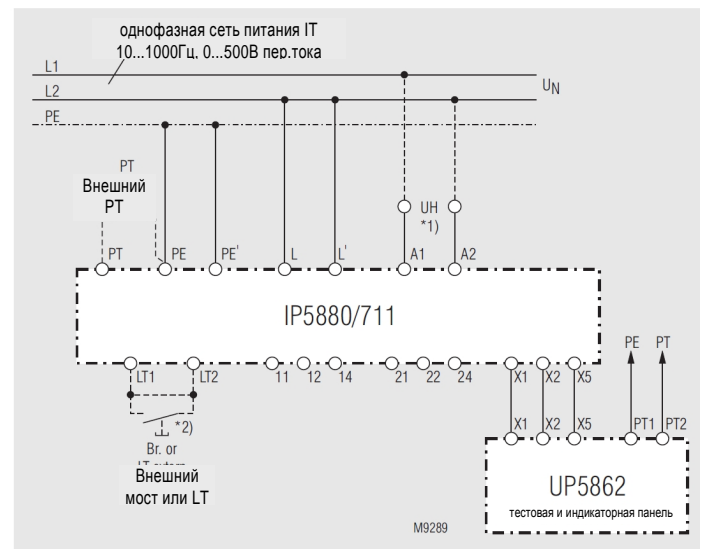 однофазная сеть питания IT
10...1000Гц, 0...500В пер.тока
L1
UN
L2
PE
PT
Внешний
PT
UH
*1)
PT PE PE' L L' A1 A2
IP5880/711
PE PT
LT1 LT2 11 12 14 21 22 24 X1 X2 X5
*2)
X1 X2 X5 PT1 PT2
Br. or
Внешний
мост или LT
UP5862
тестовая и индикаторная панель
M9289